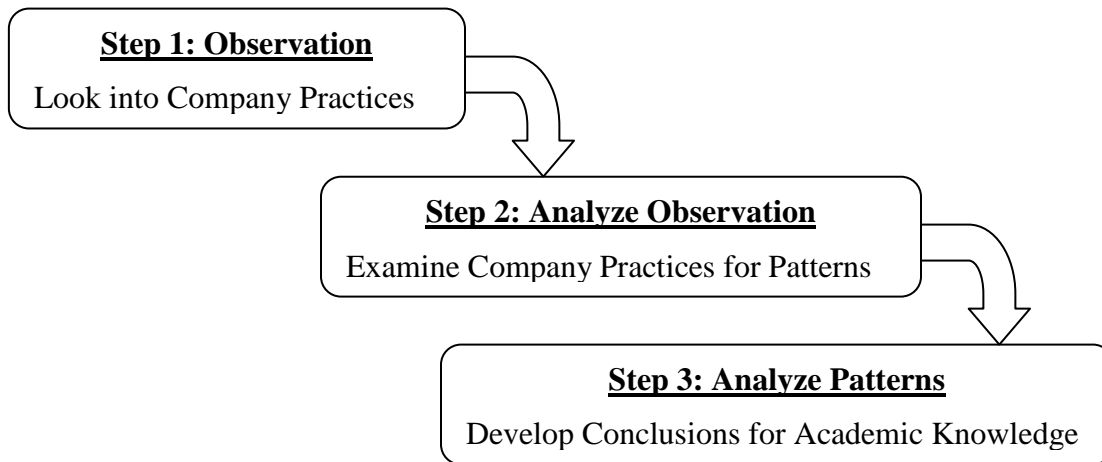 Step 1: Observation
Look into Company Practices
Step 2: Analyze Observation
Examine Company Practices for Patterns
Step 3: Analyze Patterns
Develop Conclusions for Academic Knowledge